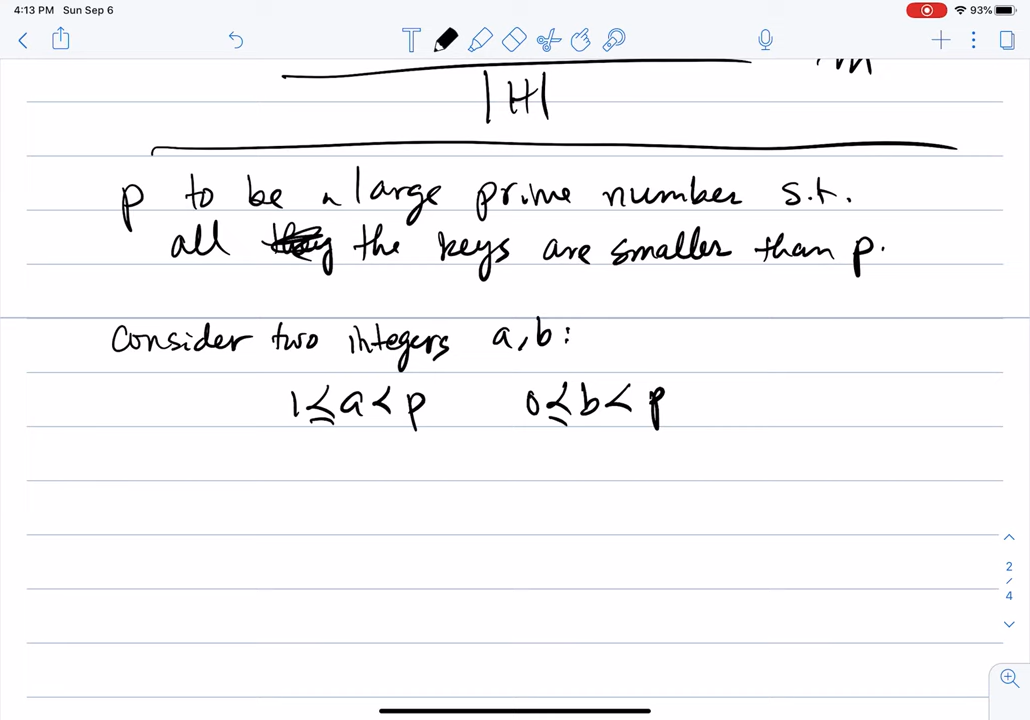 4:13 PM Sun Sep 6
93%
T
|H|
p to be a large prime number s.t.
all the keys are smaller than p.
Consider two integers a, b:
1 ≤ a < p 0 ≤ b < p
2
/
4